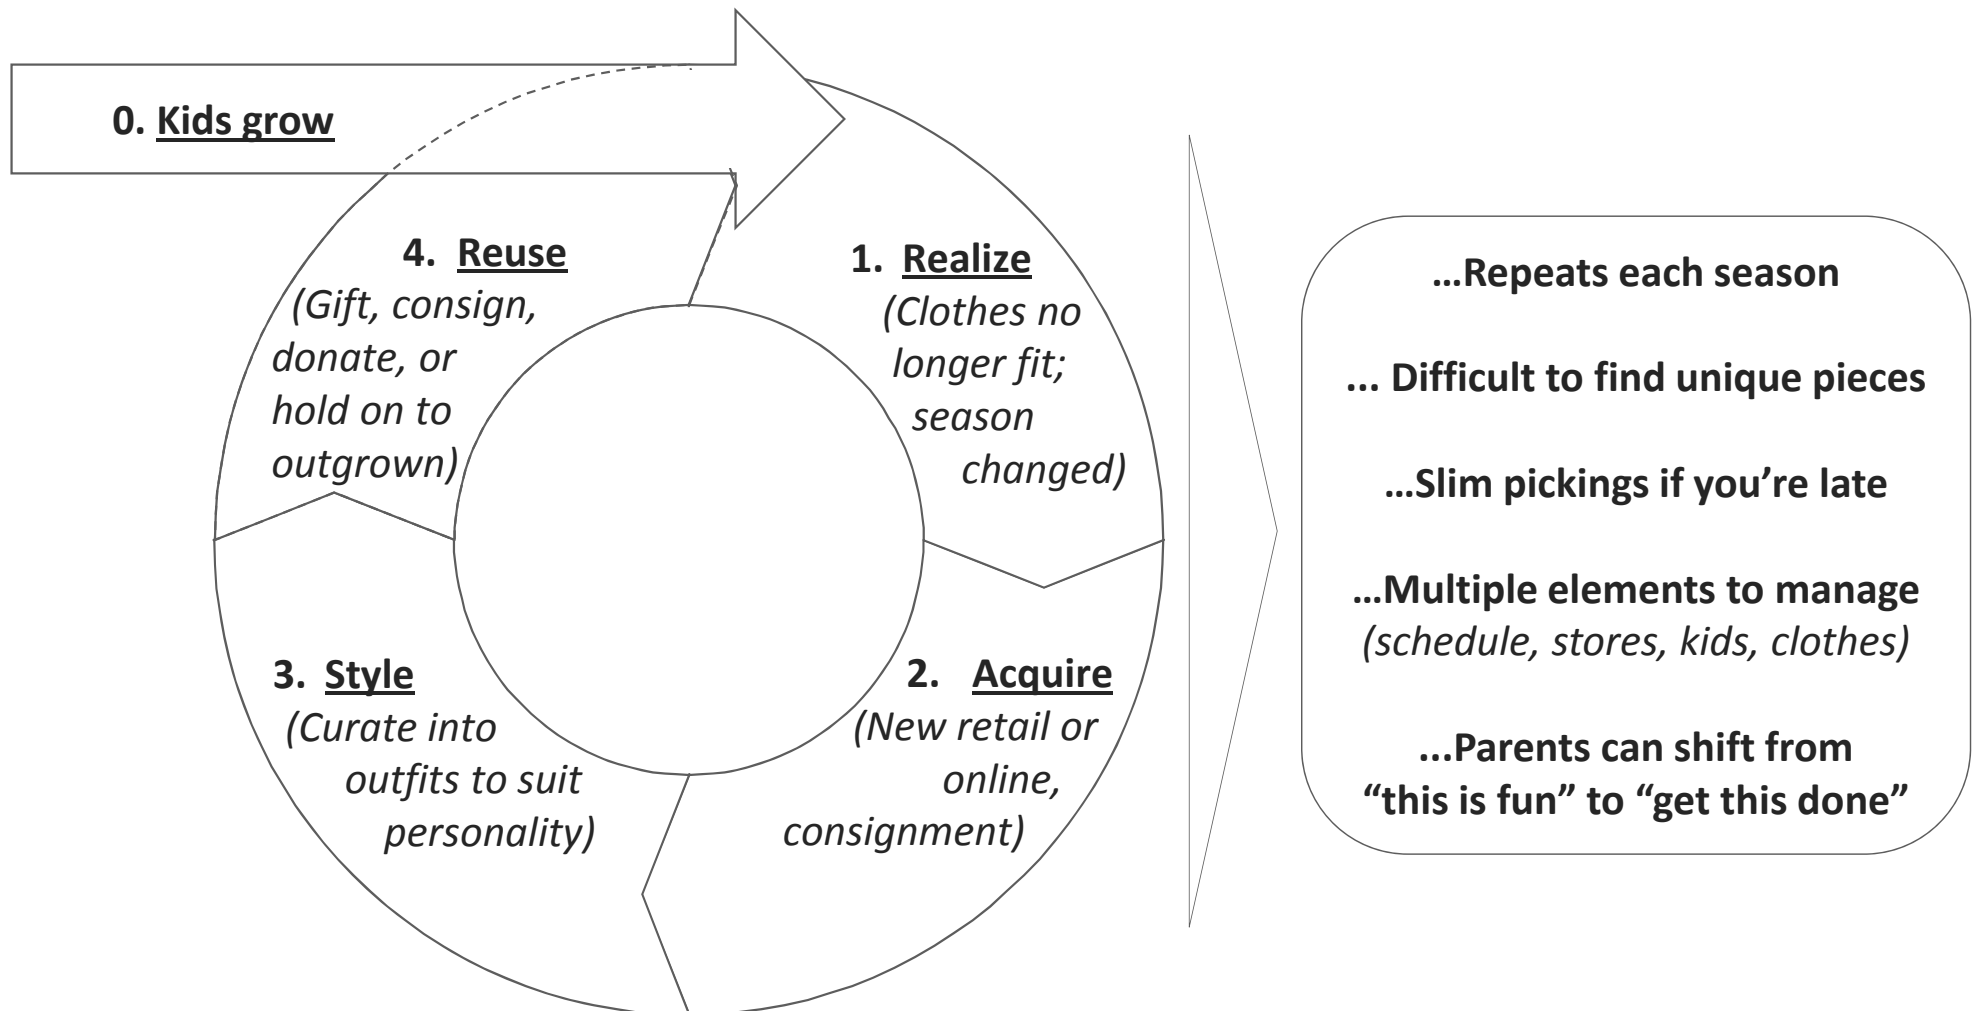 0. Kids grow
1. Realize
(Clothes no
longer fit;
season
changed)
2. Acquire
(New retail or
online,
consignment)
3. Style
(Curate into
outfits to suit
personality)
4. Reuse
(Gift, consign,
donate, or
hold on to
outgrown)
...Repeats each season
... Difficult to find unique pieces
...Slim pickings if you’re late
...Multiple elements to manage
(schedule, stores, kids, clothes)
...Parents can shift from
“this is fun” to “get this done”